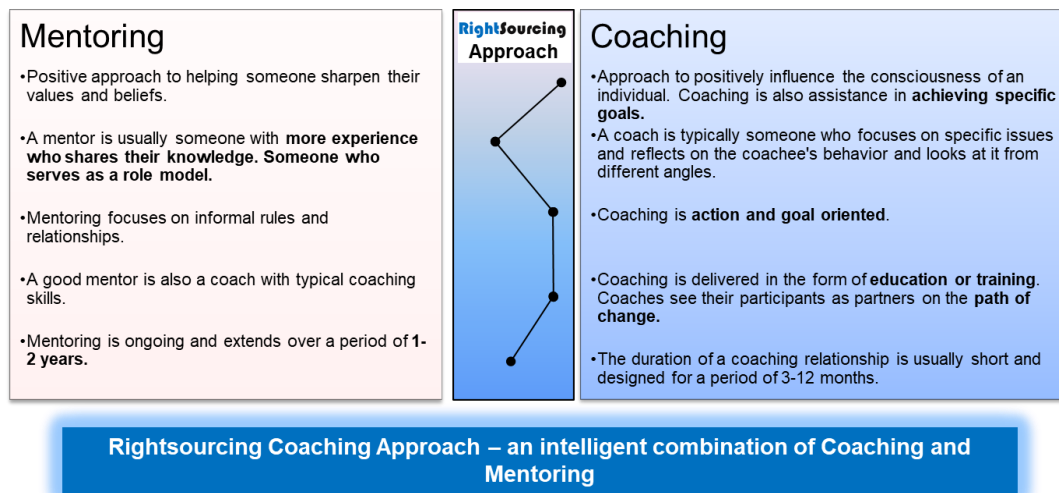 Mentoring
•Positive approach to helping someone sharpen their
values and beliefs.
•A mentor is usually someone with more experience
who shares their knowledge. Someone who
serves as a role model.
•Mentoring focuses on informal rules and
relationships.
•A good mentor is also a coach with typical coaching
skills.
•Mentoring is ongoing and extends over a period of 1-
2 years.
RightSourcing
Approach
Coaching
•Approach to positively influence the consciousness of an
individual. Coaching is also assistance in achieving specific
goals.
•A coach is typically someone who focuses on specific issues
and reflects on the coachee's behavior and looks at it from
different angles.
•Coaching is action and goal oriented.
•Coaching is delivered in the form of education or training.
Coaches see their participants as partners on the path of
change.
•The duration of a coaching relationship is usually short and
designed for a period of 3-12 months.
Rightsourcing Coaching Approach – an intelligent combination of Coaching and
Mentoring